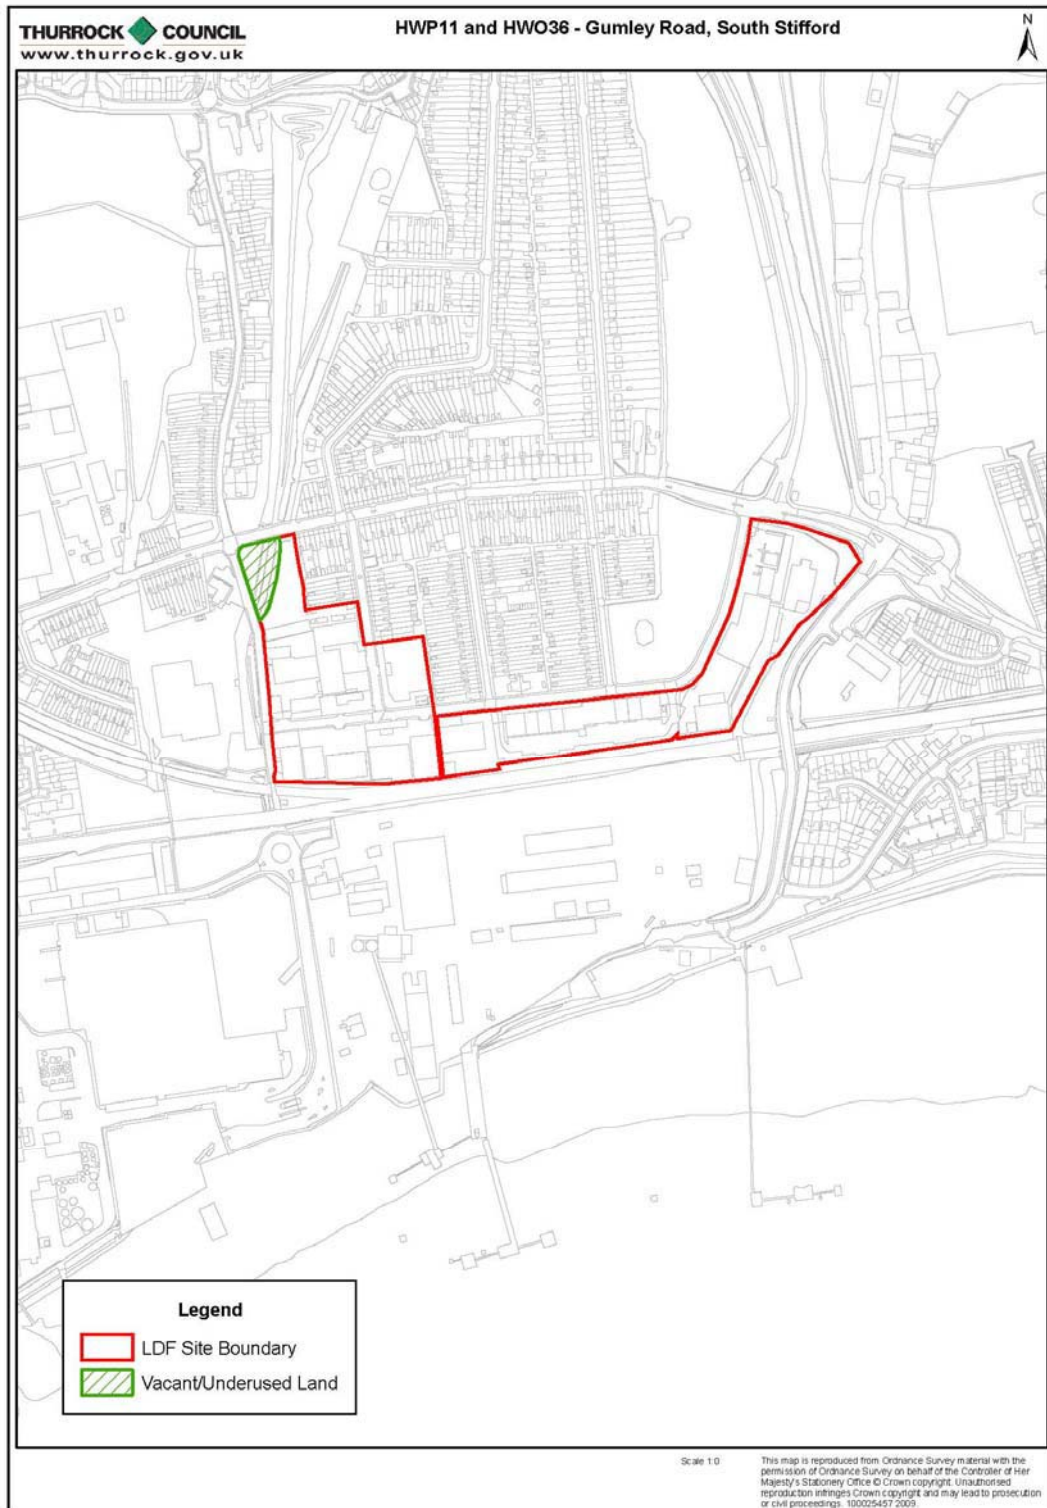 THURROCK COUNCIL
www.thurrock.gov.uk
HWP11 and HWO36 - Gumley Road, South Stifford
N
Legend
LDF Site Boundary
Vacant/Underused Land
Scale 1:0
This map is reproduced from Ordnance Survey material with the
permission of Ordnance Survey on behalf of the Controller of Her
Majesty's Stationery Office © Crown copyright. Unauthorised
reproduction infringes Crown copyright and may lead to prosecution
or civil proceedings. 100025457 2009.